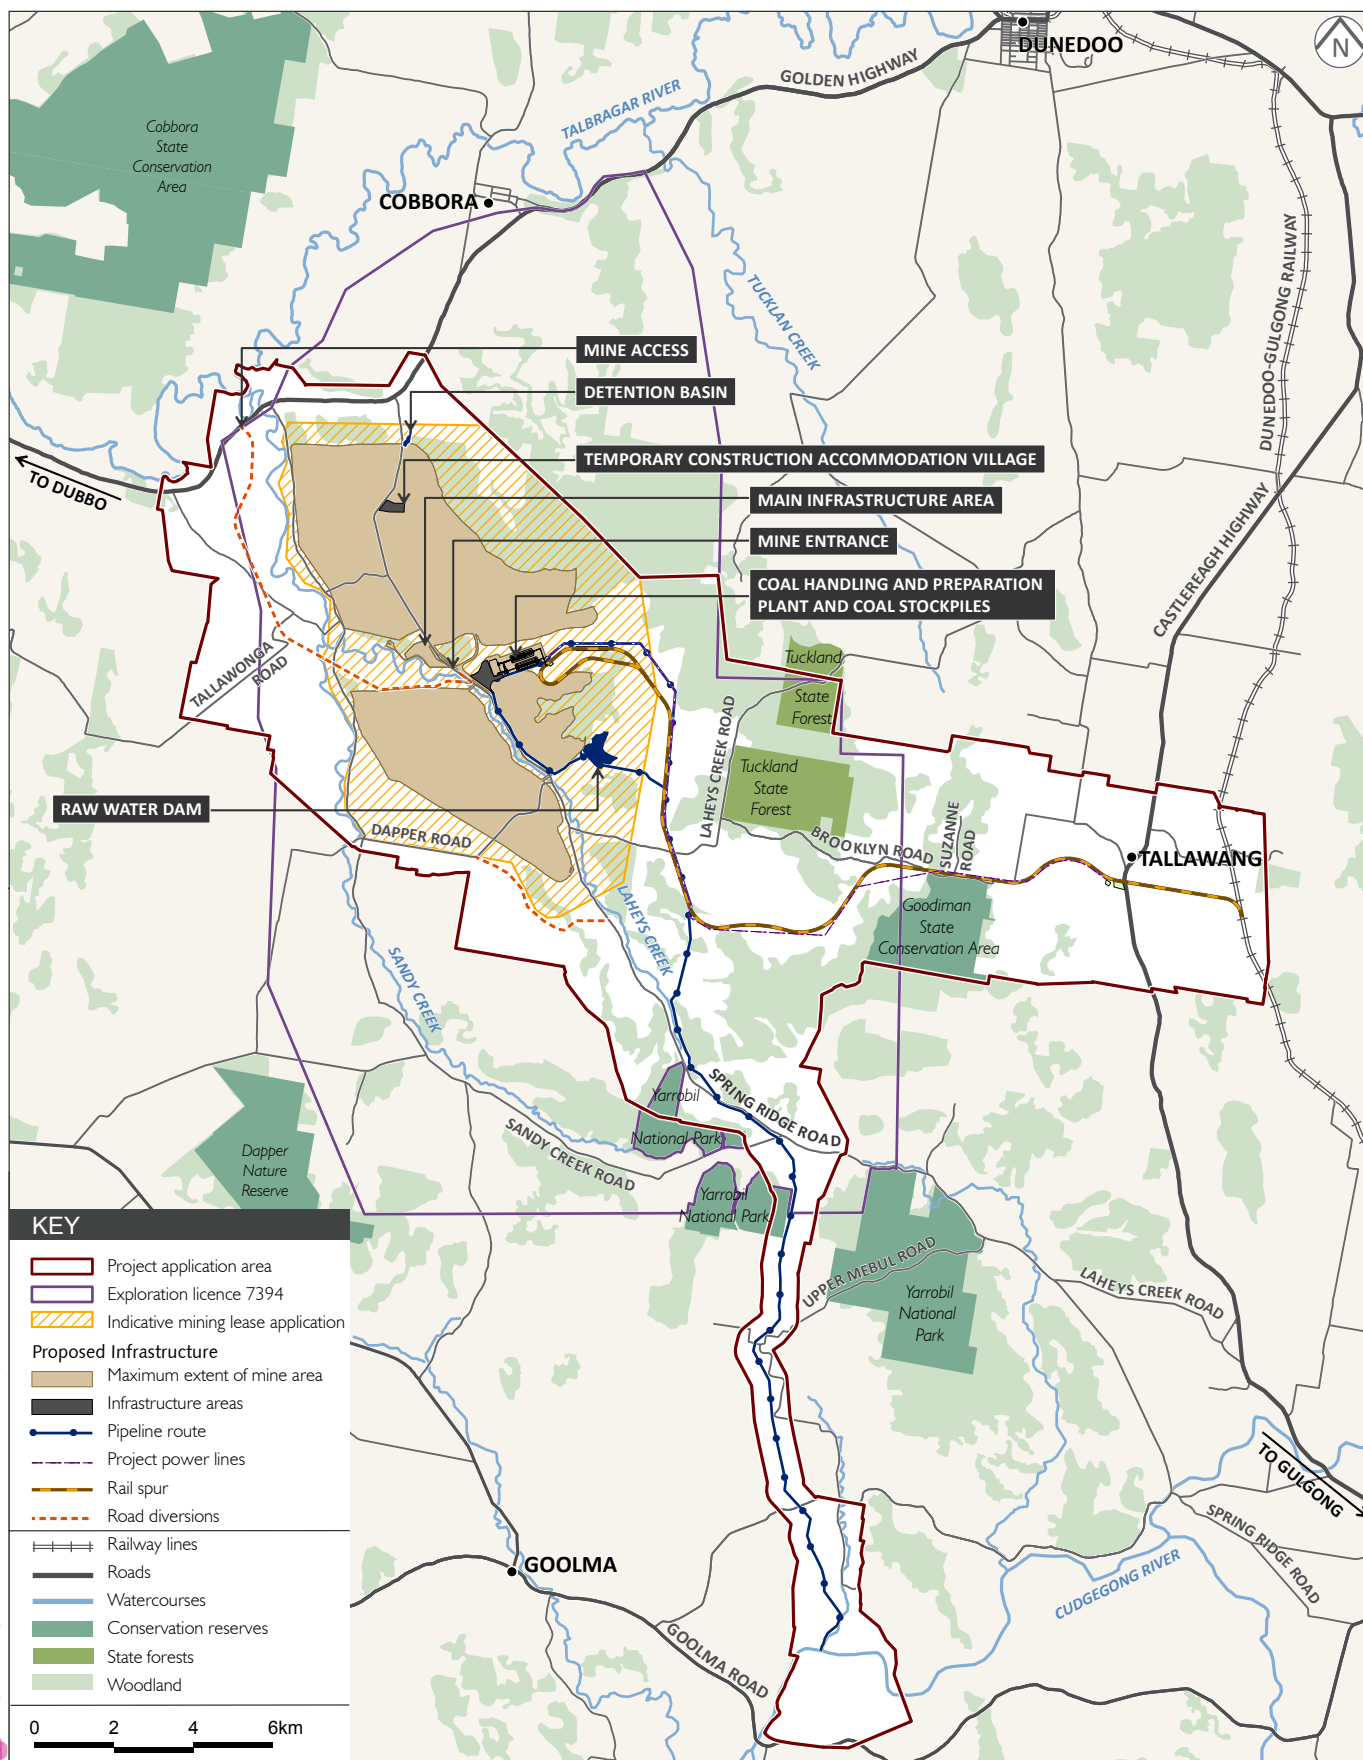 DUNEDOO
N
GOLDEN HIGHWAY
TALBRAGAR RIVER
Cobbora
State
Conservation
Area
COBBORA
TUCKLAN CREEK
DUNEDOO-GULGONG RAILWAY
MINE ACCESS
DETENTION BASIN
TEMPORARY CONSTRUCTION ACCOMMODATION VILLAGE
TO DUBBO
MAIN INFRASTRUCTURE AREA
MINE ENTRANCE
CASTLEREAGH HIGHWAY
COAL HANDLING AND PREPARATION
PLANT AND COAL STOCKPILES
TALLAWONGA
ROAD
Tuckland
State
Forest
LAHEYS CREEK ROAD
Tuckland
State
Forest
RAW WATER DAM
DAPPER ROAD
BROOKLYN ROAD
SUZANNE
ROAD
TALLAWANG
LAHEYS CREEK
Goodiman
State
Conservation Area
SANDY CREEK
SPRING RIDGE ROAD
Yarrobil
National Park
SANDY CREEK ROAD
Dapper
Nature
Reserve
Yarrobil
National Park
UPPER MEBUL ROAD
Yarrobil
National
Park
LAHEYS CREEK ROAD
KEY
Project application area
Exploration licence 7394
Indicative mining lease application
Proposed Infrastructure
Maximum extent of mine area
Infrastructure areas
Pipeline route
Project power lines
Rail spur
Road diversions
Railway lines
Roads
Watercourses
Conservation reserves
State forests
Woodland
0 2 4 6km
TO GULGONG
SPRING RIDGE ROAD
GOOLMA
CUDGEGONG RIVER
GOOLMA ROAD